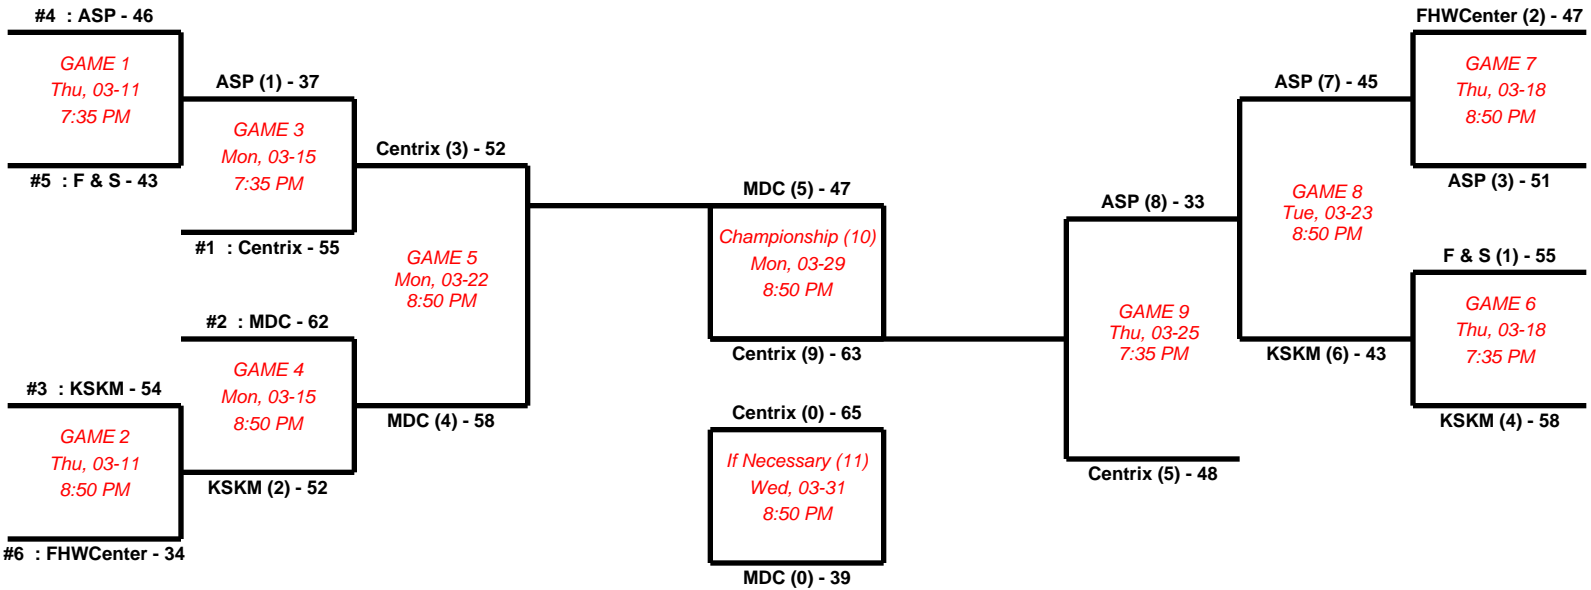 #4 : ASP - 46
GAME 1
Thu, 03-11
7:35 PM
#5 : F & S - 43
ASP (1) - 37
GAME 3
Mon, 03-15
7:35 PM
#1 : Centrix - 55
Centrix (3) - 52
GAME 5
Mon, 03-22
8:50 PM
MDC (4) - 58
#2 : MDC - 62
GAME 4
Mon, 03-15
8:50 PM
KSKM (2) - 52
#3 : KSKM - 54
GAME 2
Thu, 03-11
8:50 PM
#6 : FHWCenter - 34
MDC (5) - 47
Championship (10)
Mon, 03-29
8:50 PM
Centrix (9) - 63
Centrix (0) - 65
If Necessary (11)
Wed, 03-31
8:50 PM
MDC (0) - 39
ASP (8) - 33
GAME 9
Thu, 03-25
7:35 PM
Centrix (5) - 48
ASP (7) - 45
GAME 8
Tue, 03-23
8:50 PM
KSKM (6) - 43
FHWCenter (2) - 47
GAME 7
Thu, 03-18
8:50 PM
ASP (3) - 51
F & S (1) - 55
GAME 6
Thu, 03-18
7:35 PM
KSKM (4) - 58